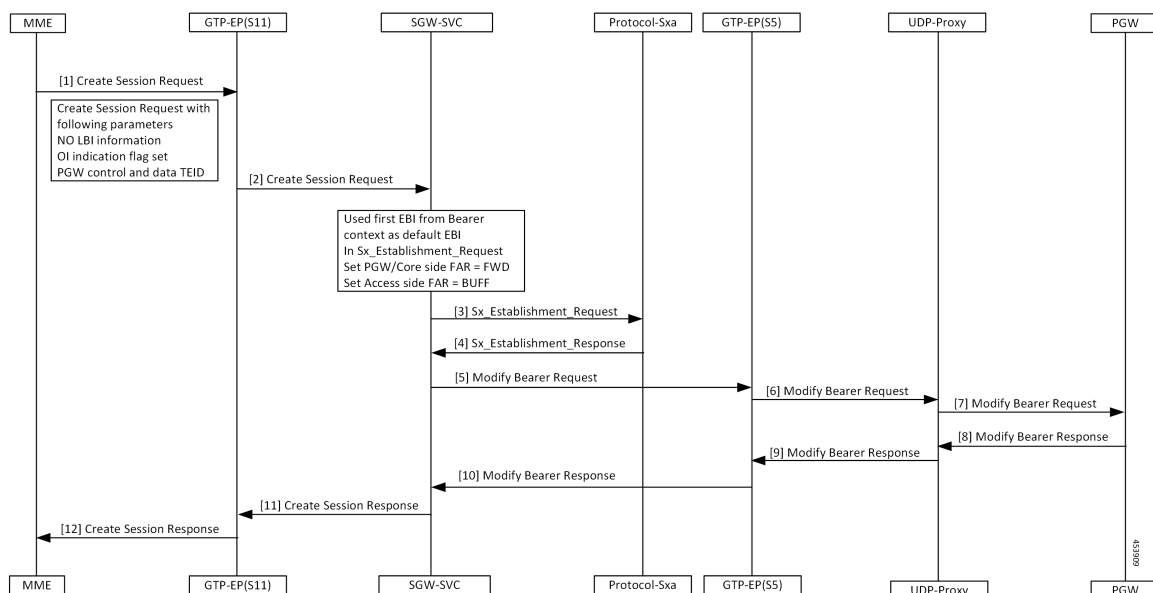 MME
GTP-EP(S11)
SGW-SVC
Protocol-Sxa
GTP-EP(S5)
UDP-Proxy
PGW
[1] Create Session Request
Create Session Request with
following parameters
NO LBI information
OI indication flag set
PGW control and data TEID
[2] Create Session Request
Used first EBI from Bearer
context as default EBI
In Sx_Establishment_Request
Set PGW/Core side FAR = FWD
Set Access side FAR = BUFF
[3] Sx_Establishment_Request
[4] Sx_Establishment_Response
[5] Modify Bearer Request
[6] Modify Bearer Request
[7] Modify Bearer Request
[8] Modify Bearer Response
[9] Modify Bearer Response
[10] Modify Bearer Response
[11] Create Session Response
[12] Create Session Response
453909
MME
GTP-EP(S11)
SGW-SVC
Protocol-Sxa
GTP-EP(S5)
UDP-Proxy
PGW